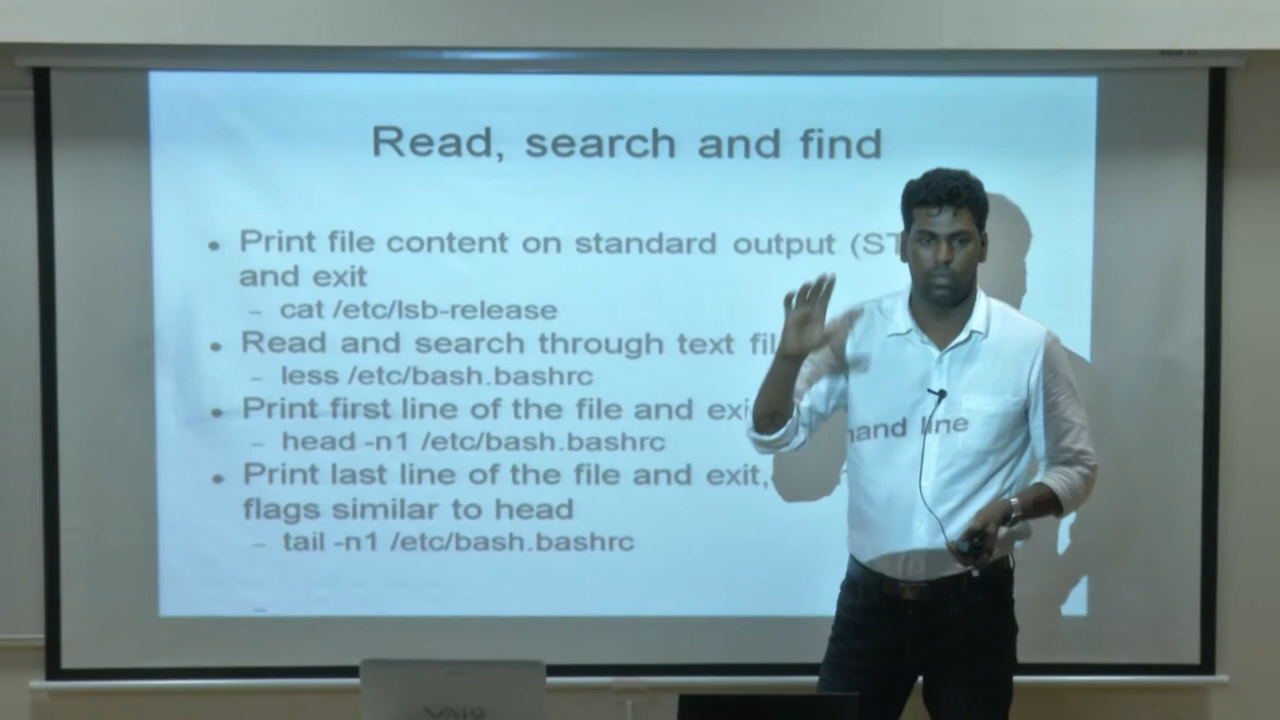 Read, search and find
• Print file content on standard output (ST
and exit
– cat /etc/lsb-release
• Read and search through text fil
– less /etc/bash.bashrc
• Print first line of the file and exi
hand line
– head -n1 /etc/bash.bashrc
• Print last line of the file and exit,
flags similar to head
– tail -n1 /etc/bash.bashrc
VAIO